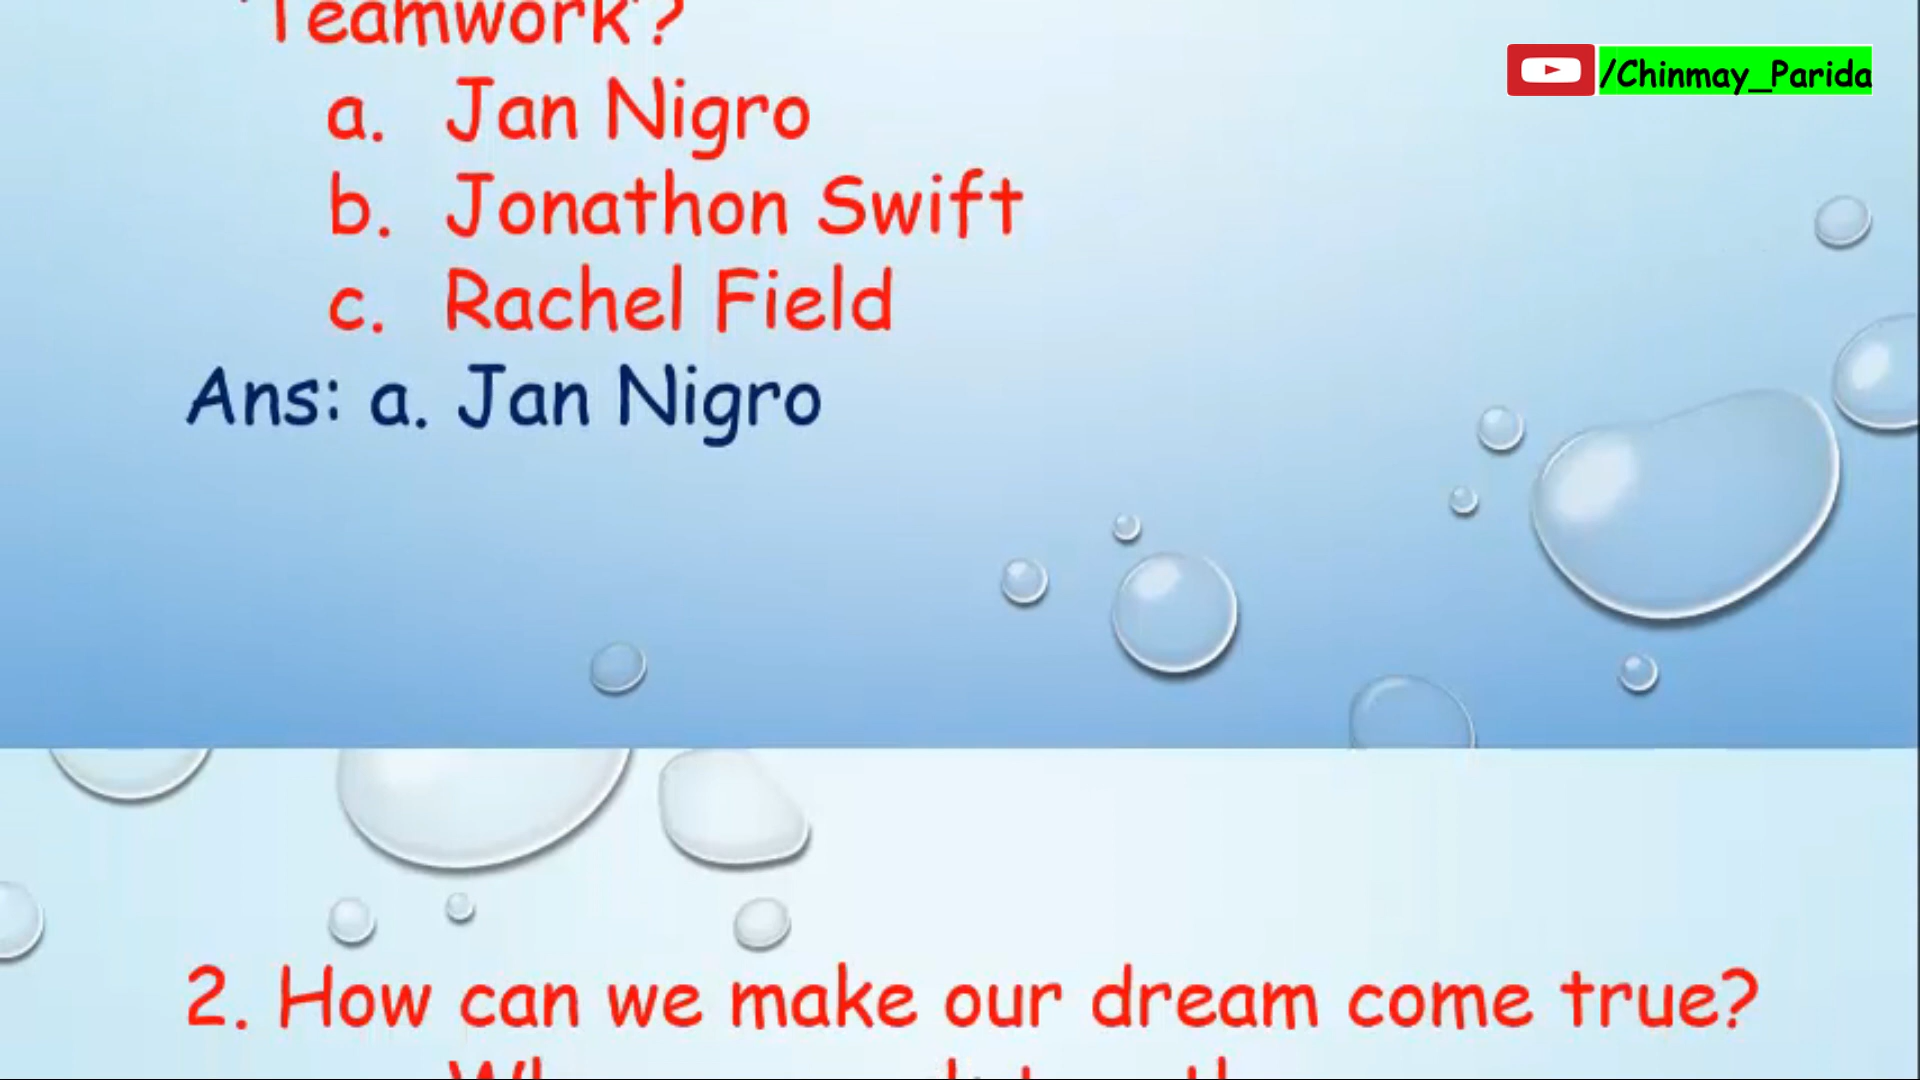 'Teamwork'?
/Chinmay_Parida
a. Jan Nigro
b. Jonathon Swift
c. Rachel Field
Ans: a. Jan Nigro
2. How can we make our dream come true?